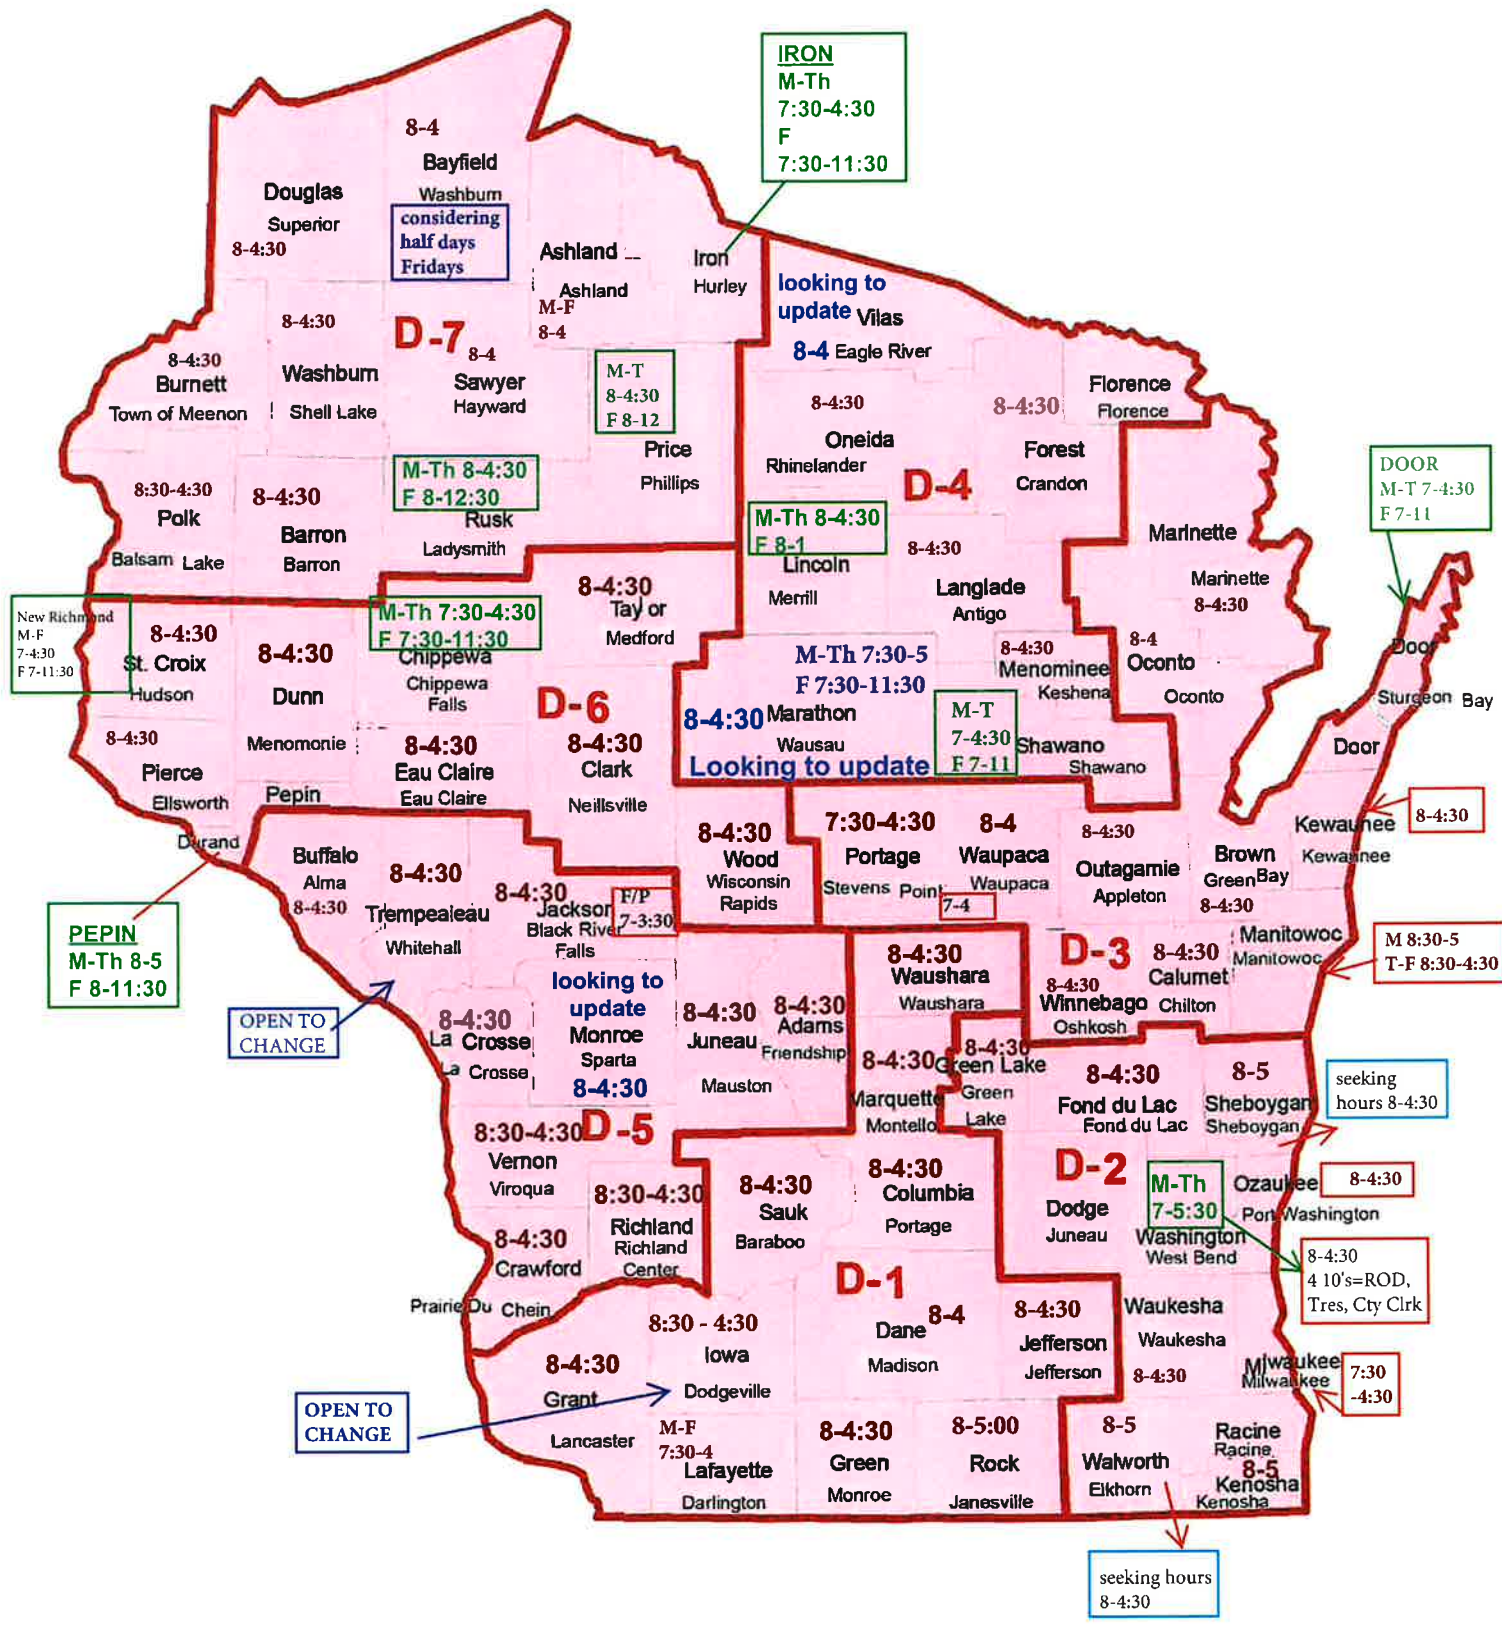 IRON
M-Th
7:30-4:30
F
7:30-11:30
8-4
Bayfield
Washburn
considering
half days
Fridays
Douglas
Superior
8-4:30
Ashland
Ashland
M-F
8-4
Iron
Hurley
looking to
update
Vilas
8-4 Eagle River
8-4:30
Washburn
Shell Lake
D-7
8-4
Sawyer
Hayward
8-4:30
Burnett
Town of Meenon
M-T
8-4:30
F 8-12
Price
Phillips
8-4:30
Oneida
Rhinelander
8-4:30
Forest
Crandon
Florence
Florence
D-4
8:30-4:30
Polk
Balsam Lake
8-4:30
Barron
Barron
M-Th 8-4:30
F 8-12:30
Rusk
Ladysmith
M-Th 8-4:30
F 8-1
Lincoln
Merrill
8-4:30
Langlade
Antigo
Marinette
Marinette
8-4:30
DOOR
M-T 7-4:30
F 7-11
New Richmond
M-F
7-4:30
F 7-11:30
8-4:30
St. Croix
Hudson
8-4:30
Dunn
Menomonie
M-Th 7:30-4:30
F 7:30-11:30
Chippewa
Chippewa
Falls
8-4:30
Taylor
Medford
D-6
M-Th 7:30-5
F 7:30-11:30
8-4:30 Marathon
Wausau
Looking to update
8-4:30
Menominee
Keshena
8-4
Oconto
Oconto
M-T
7-4:30
F 7-11
Shawano
Shawano
Door
Sturgeon Bay
Door
8-4:30
Pierce
Ellsworth
Pepin
Durand
8-4:30
Eau Claire
Eau Claire
8-4:30
Clark
Neillsville
8-4:30
Wood
Wisconsin
Rapids
7:30-4:30
Portage
Stevens Point
8-4
Waupaca
Waupaca
7-4
8-4:30
Outagamie
Appleton
Brown
Green Bay
8-4:30
Kewaunee
Kewaunee
8-4:30
PEPIN
M-Th 8-5
F 8-11:30
Buffalo
Alma
8-4:30
8-4:30
Trempealeau
Whitehall
8-4:30
Jackson
Black River
Falls
F/P
7-3:30
OPEN TO
CHANGE
8-4:30
Waushara
Waushara
D-3
8-4:30
Winnebago
Oshkosh
8-4:30
Calumet
Chilton
Manitowoc
Manitowoc
M 8:30-5
T-F 8:30-4:30
8-4:30
La Crosse
La Crosse
looking to
update
Monroe
Sparta
8-4:30
8-4:30
Juneau
Mauston
8-4:30
Adams
Friendship
8-4:30
Marquette
Montello
8-4:30
Green Lake
Green
Lake
8-4:30
Fond du Lac
Fond du Lac
8-5
Sheboygan
Sheboygan
seeking
hours 8-4:30
D-5
8:30-4:30
Vernon
Viroqua
8:30-4:30
Richland
Richland
Center
8-4:30
Sauk
Baraboo
8-4:30
Columbia
Portage
D-2
Dodge
Juneau
M-Th
7-5:30
Washington
West Bend
Ozaukee
Port Washington
8-4:30
8-4:30
4 10's=ROD,
Tres, Cty Clrk
8-4:30
Crawford
Prairie Du Chein
D-1
8:30 - 4:30
Iowa
Dodgeville
Dane 8-4
Madison
8-4:30
Jefferson
Jefferson
Waukesha
Waukesha
8-4:30
Milwaukee
Milwaukee
7:30
-4:30
8-4:30
Grant
Lancaster
OPEN TO
CHANGE
M-F
7:30-4
Lafayette
Darlington
8-4:30
Green
Monroe
8-5:00
Rock
Janesville
8-5
Walworth
Elkhorn
Racine
Racine
8-5
Kenosha
Kenosha
seeking hours
8-4:30